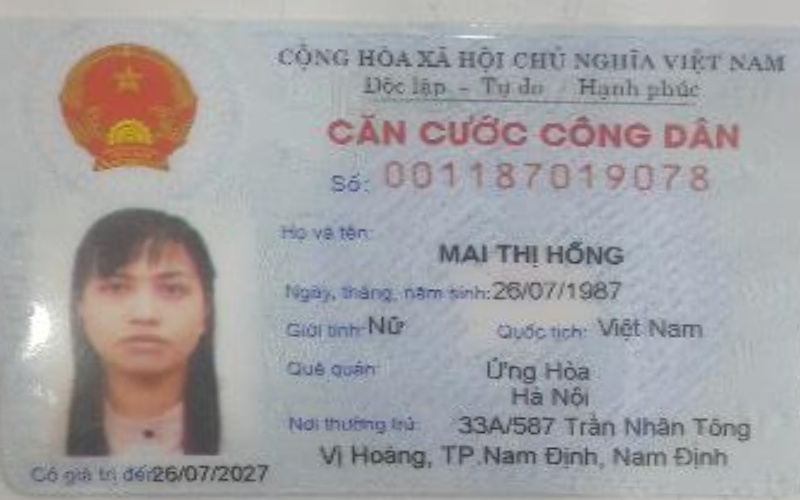 CỘNG HÒA XÃ HỘI CHỦ NGHĨA VIỆT NAM
Độc lập - Tự do - Hạnh phúc
CĂN CƯỚC CÔNG DÂN
Số: 001187019078
Họ và tên:
MAI THỊ HỒNG
Ngày, tháng, năm sinh: 26/07/1987
Giới tính: Nữ Quốc tịch: Việt Nam
Quê quán: Ứng Hòa
Hà Nội
Nơi thường trú: 33A/587 Trần Nhân Tông
Vị Hoàng, TP.Nam Định, Nam Định
Có giá trị đến: 26/07/2027